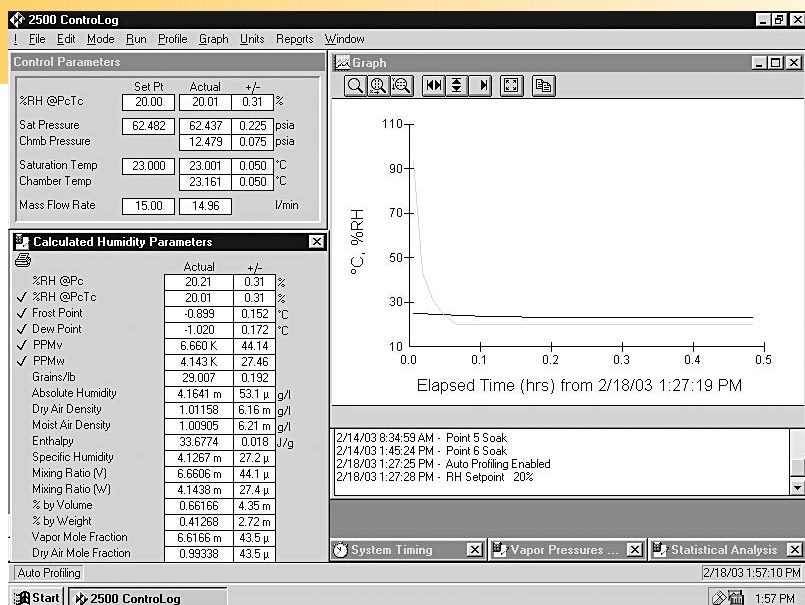 2500 ControLog
! File Edit Mode Run Profile Graph Units Reports Window
Control Parameters
Set Pt Actual +/-
%RH @PcTc 20.00 20.01 0.31 %
Sat Pressure 62.482 62.437 0.225 psia
Chmb Pressure 12.479 0.075 psia
Saturation Temp 23.000 23.001 0.050 °C
Chamber Temp 23.161 0.050 °C
Mass Flow Rate 15.00 14.96 l/min
Calculated Humidity Parameters
Actual +/-
%RH @Pc 20.21 0.31 %
✓ %RH @PcTc 20.01 0.31 %
✓ Frost Point -0.899 0.152 °C
✓ Dew Point -1.020 0.172 °C
✓ PPMv 6.660 K 44.14
✓ PPMw 4.143 K 27.46
Grains/lb 29.007 0.192
Absolute Humidity 4.1641 m 53.1 µ g/l
Dry Air Density 1.01158 6.16 m g/l
Moist Air Density 1.00905 6.21 m g/l
Enthalpy 33.6774 0.018 J/g
Specific Humidity 4.1267 m 27.2 µ
Mixing Ratio (V) 6.6606 m 44.1 µ
Mixing Ratio (W) 4.1438 m 27.4 µ
% by Volume 0.66166 4.35 m
% by Weight 0.41268 2.72 m
Vapor Mole Fraction 6.6166 m 43.5 µ
Dry Air Mole Fraction 0.99338 43.5 µ
Graph
110
90
70
50
30
10
°C, %RH
0.0 0.1 0.2 0.3 0.4 0.5
Elapsed Time (hrs) from 2/18/03 1:27:19 PM
2/14/03 8:34:59 AM - Point 5 Soak
2/14/03 1:45:24 PM - Point 6 Soak
2/18/03 1:27:25 PM - Auto Profiling Enabled
2/18/03 1:27:28 PM - RH Setpoint 20%
System Timing
Vapor Pressures ...
Statistical Analysis
Auto Profiling
2/18/03 1:57:10 PM
Start
2500 ControLog
1:57 PM